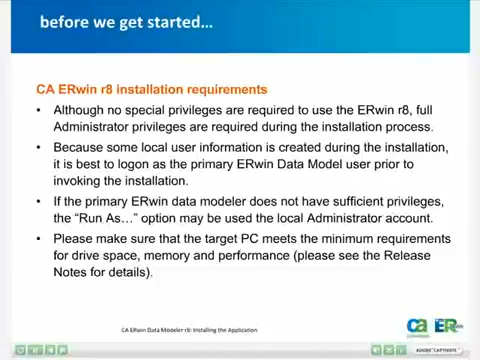 before we get started…
CA ERwin r8 installation requirements
• Although no special privileges are required to use the ERwin r8, full
Administrator privileges are required during the installation process.
• Because some local user information is created during the installation,
it is best to logon as the primary ERwin Data Model user prior to
invoking the installation.
• If the primary ERwin data modeler does not have sufficient privileges,
the “Run As…” option may be used the local Administrator account.
• Please make sure that the target PC meets the minimum requirements
for drive space, memory and performance (please see the Release
Notes for details).
CA ERwin Data Modeler r8: Installing the Application
ca ERwin
ADOBE CAPTIVATE